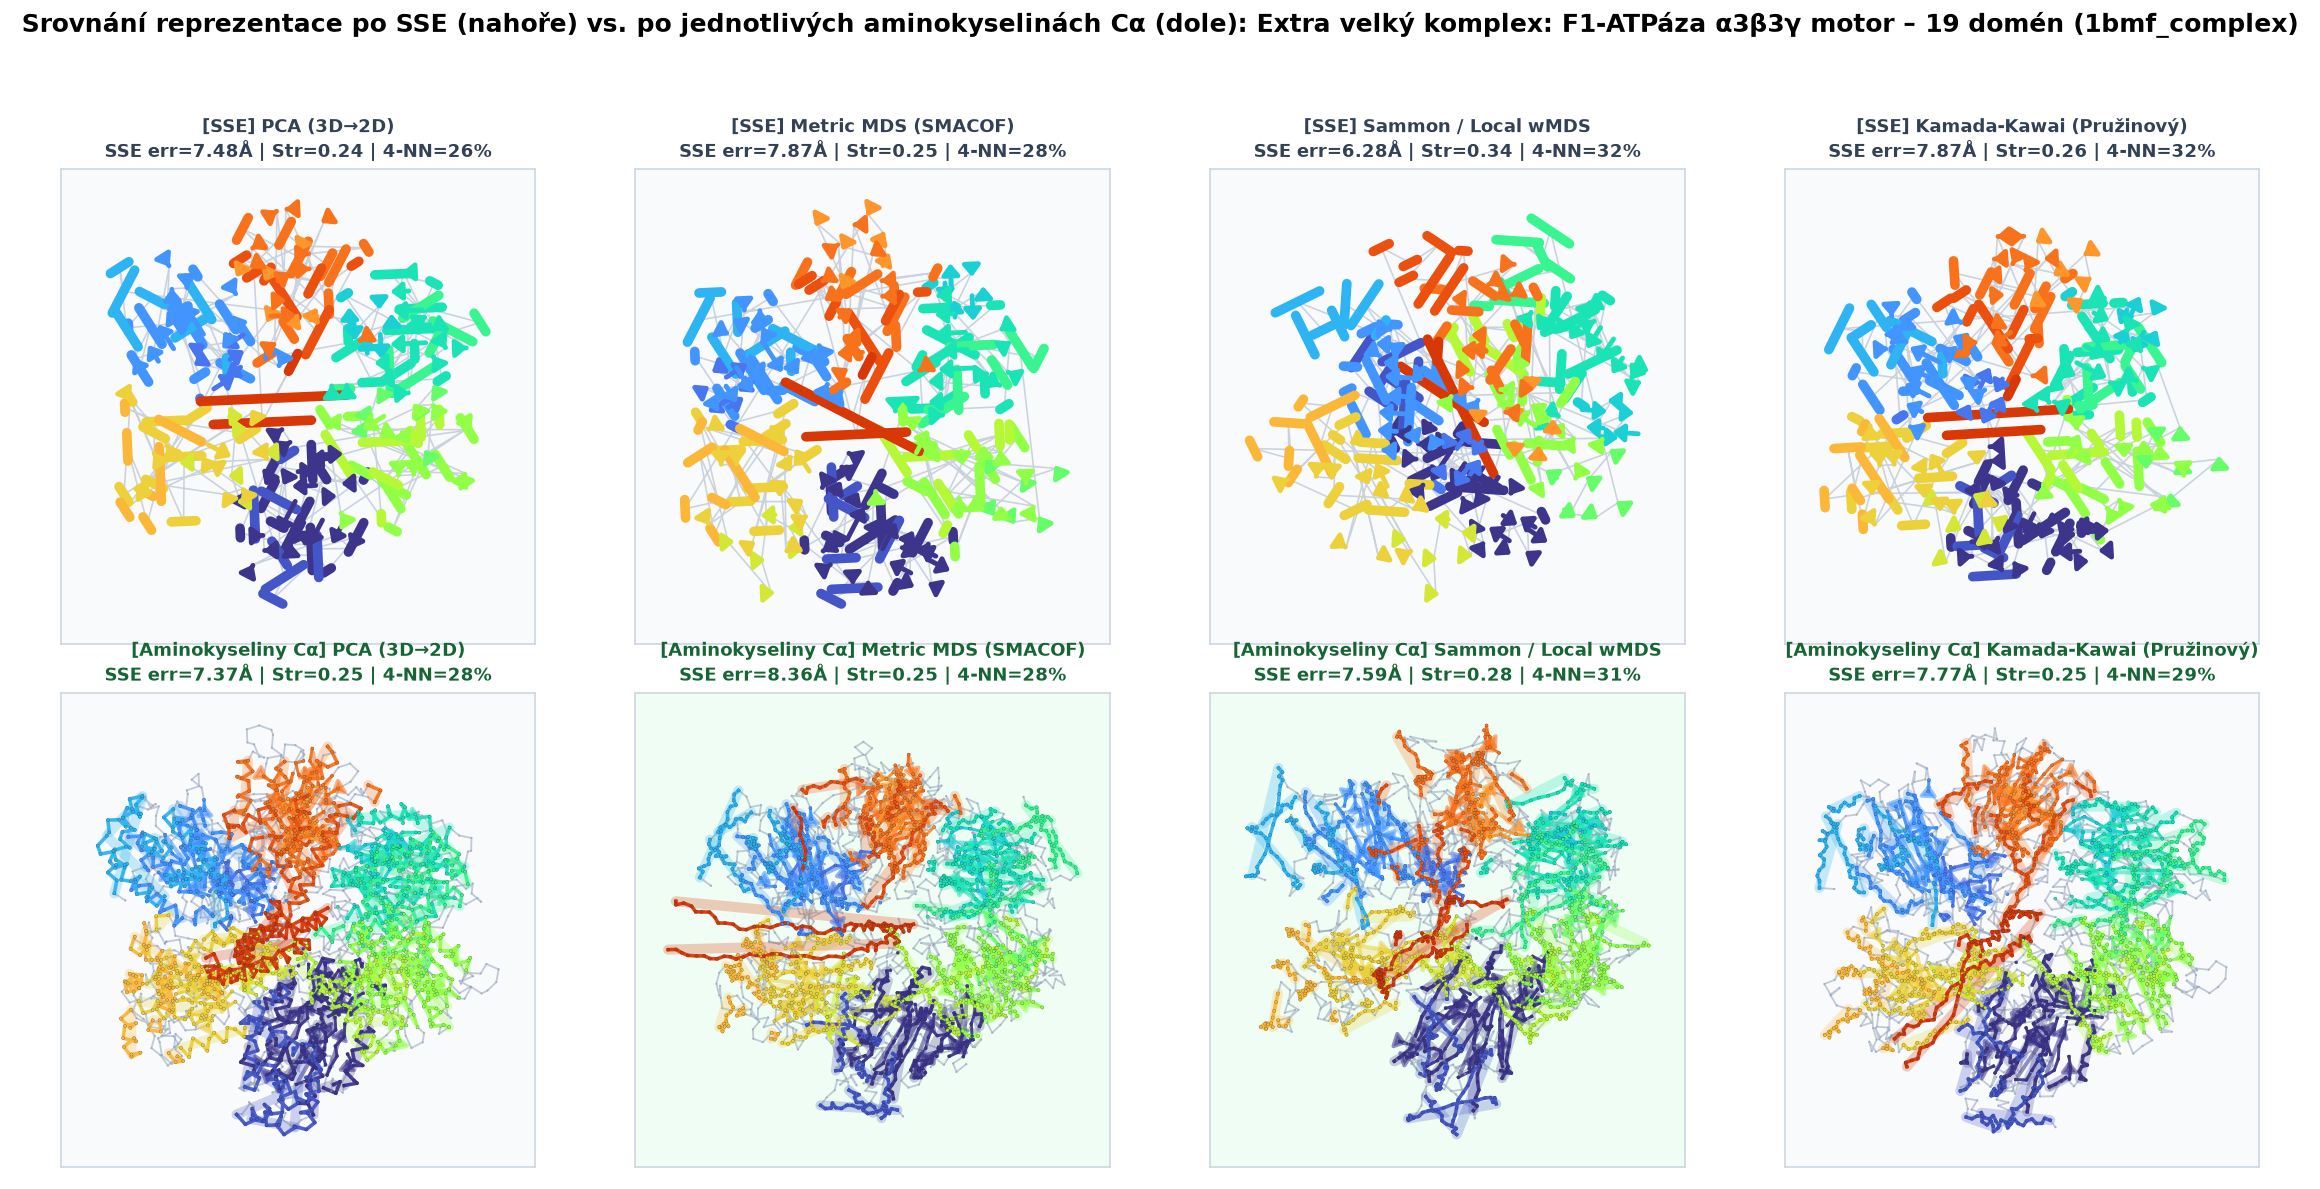 Srovnání reprezentace po SSE (nahoře) vs. po jednotlivých aminokyselinách Cα (dole): Extra velký komplex: F1-ATPáza α3β3γ motor – 19 domén (1bmf_complex)
[SSE] PCA (3D→2D)
SSE err=7.48Å | Str=0.24 | 4-NN=26%
[SSE] Metric MDS (SMACOF)
SSE err=7.87Å | Str=0.25 | 4-NN=28%
[SSE] Sammon / Local wMDS
SSE err=6.28Å | Str=0.34 | 4-NN=32%
[SSE] Kamada-Kawai (Pružinový)
SSE err=7.87Å | Str=0.26 | 4-NN=32%
[Aminokyseliny Cα] PCA (3D→2D)
SSE err=7.37Å | Str=0.25 | 4-NN=28%
[Aminokyseliny Cα] Metric MDS (SMACOF)
SSE err=8.36Å | Str=0.25 | 4-NN=28%
[Aminokyseliny Cα] Sammon / Local wMDS
SSE err=7.59Å | Str=0.28 | 4-NN=31%
[Aminokyseliny Cα] Kamada-Kawai (Pružinový)
SSE err=7.77Å | Str=0.25 | 4-NN=29%